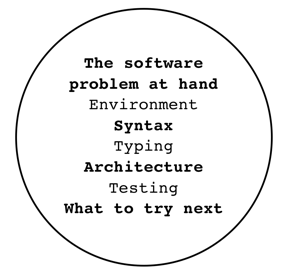 The software
problem at hand
Environment
Syntax
Typing
Architecture
Testing
What to try next